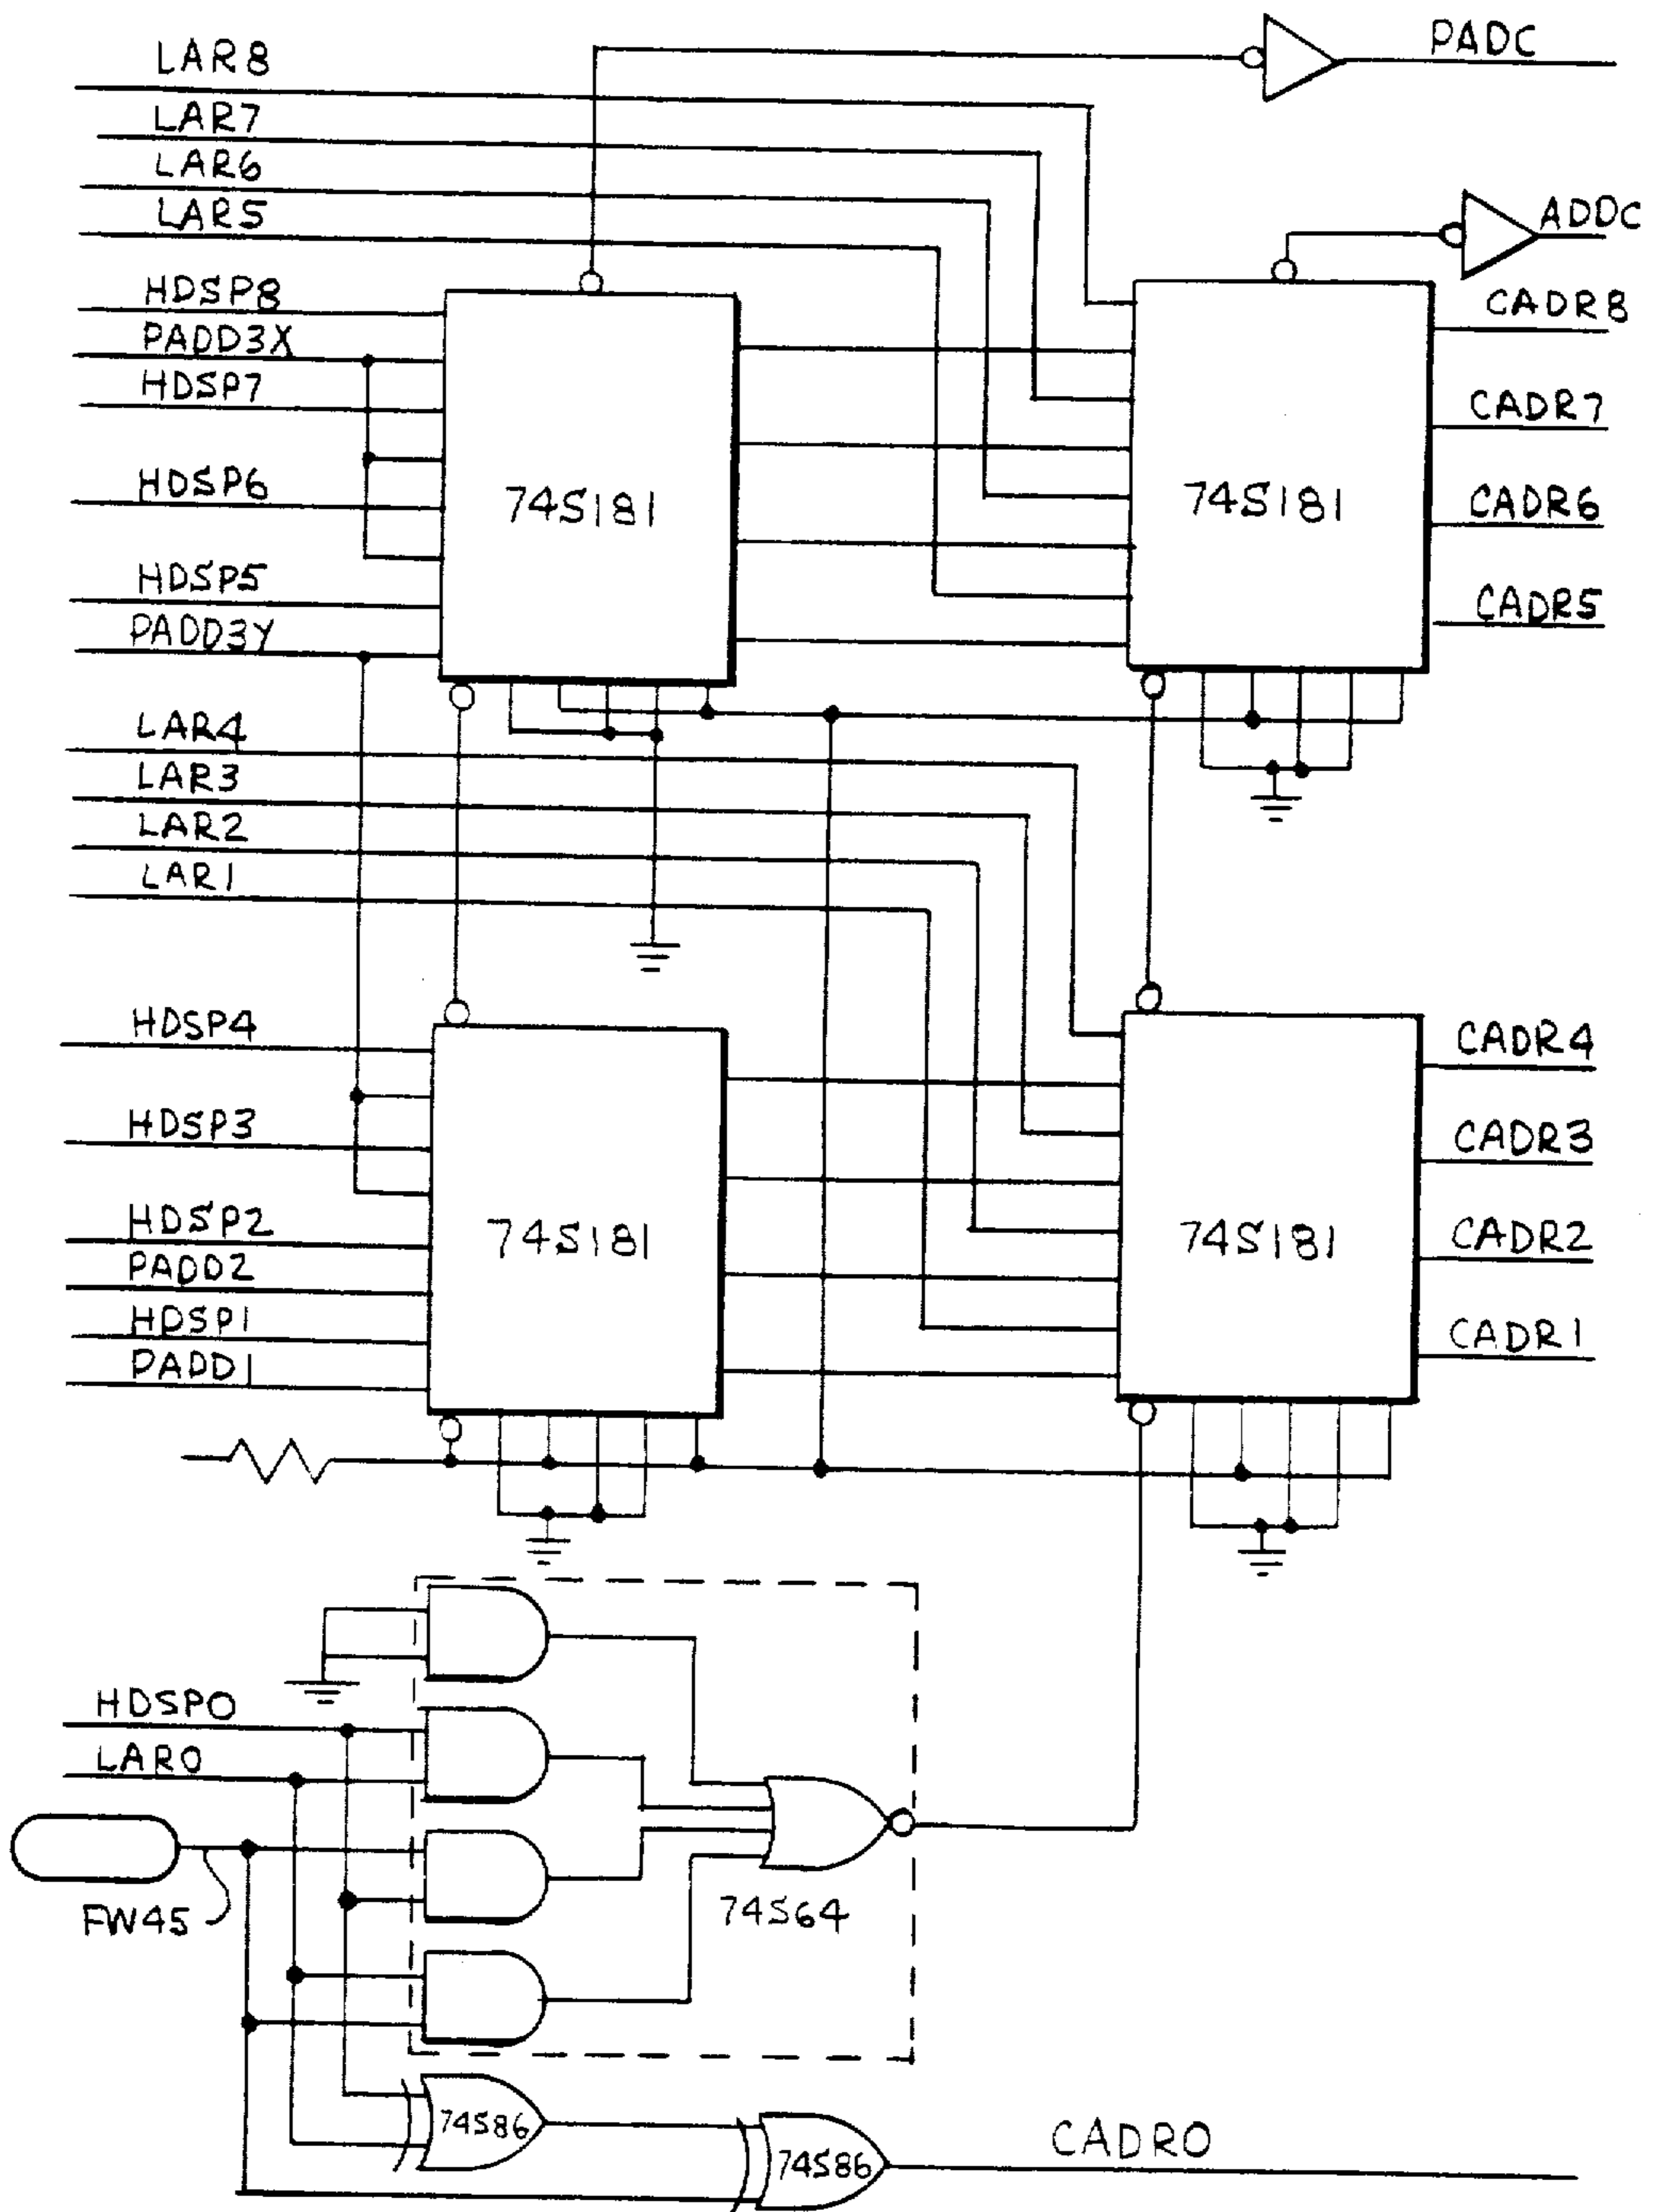 PADC
LAR8
LAR7
LAR6
LAR5
ADDC
HDSP8
PADD3X
HDSP7
HDSP6
HDSP5
PADD3Y
74S181
74S181
CADR8
CADR7
CADR6
CADR5
LAR4
LAR3
LAR2
LAR1
HDSP4
HDSP3
HDSP2
PADD2
HDSP1
PADD1
74S181
74S181
CADR4
CADR3
CADR2
CADR1
HDSP0
LAR0
FW45
74S64
74S86
74S86
CADR0